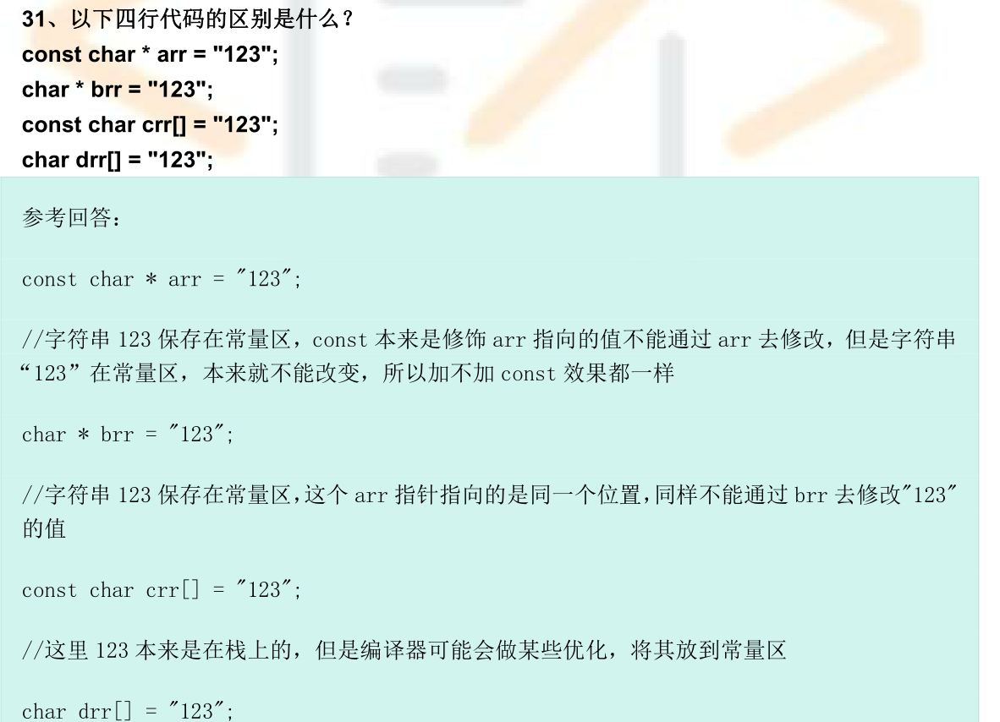 31、以下四行代码的区别是什么？
const char * arr = "123";
char * brr = "123";
const char crr[] = "123";
char drr[] = "123";
参考回答：
const char * arr = "123";
//字符串 123 保存在常量区，const 本来是修饰 arr 指向的值不能通过 arr 去修改，但是字符串
“123”在常量区，本来就不能改变，所以加不加 const 效果都一样
char * brr = "123";
//字符串 123 保存在常量区，这个 arr 指针指向的是同一个位置，同样不能通过 brr 去修改"123"
的值
const char crr[] = "123";
//这里 123 本来是在栈上的，但是编译器可能会做某些优化，将其放到常量区
char drr[] = "123";